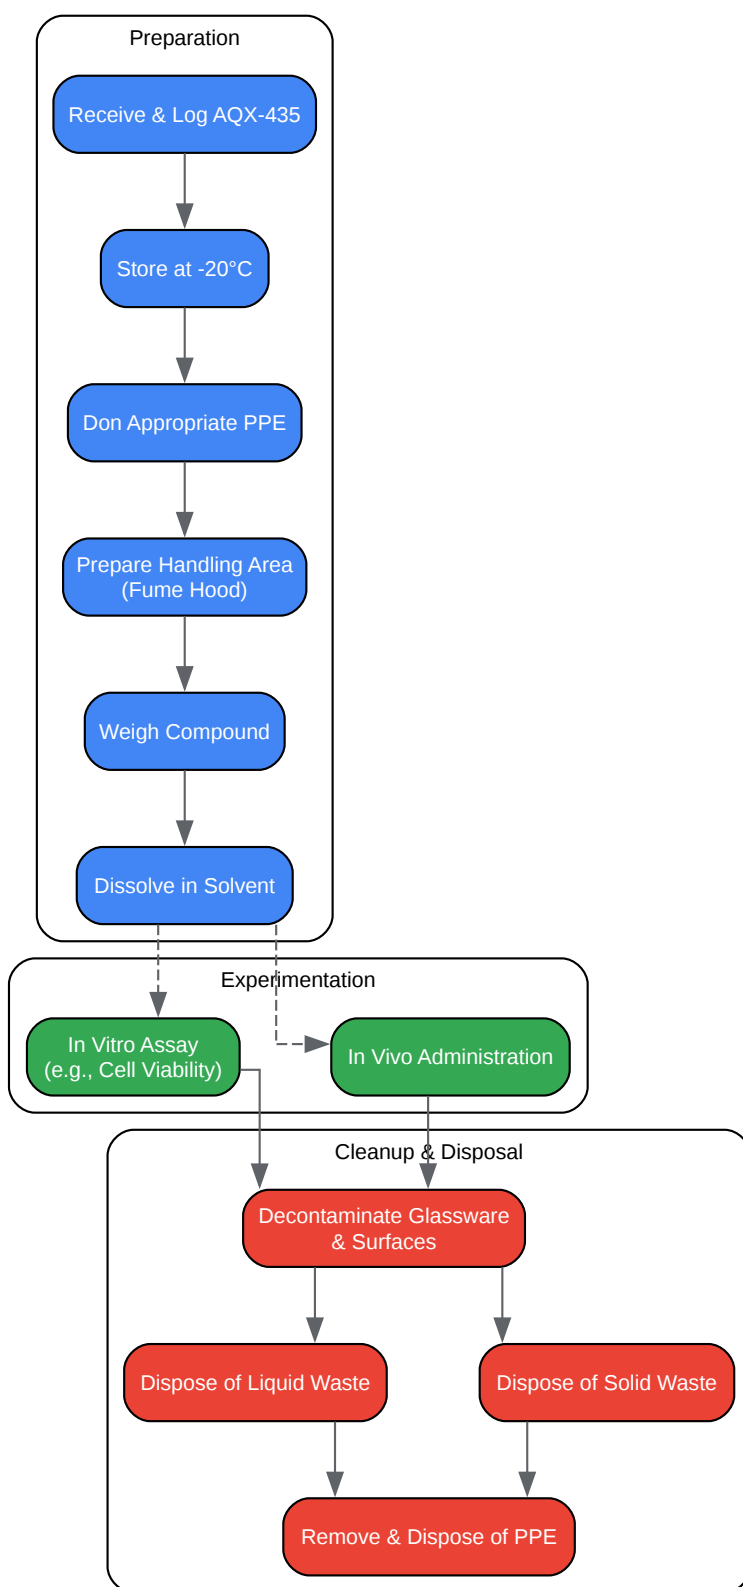 Preparation
Receive & Log AQX-435
Store at -20°C
Don Appropriate PPE
Prepare Handling Area
(Fume Hood)
Weigh Compound
Dissolve in Solvent
Experimentation
In Vitro Assay
(e.g., Cell Viability)
In Vivo Administration
Cleanup & Disposal
Decontaminate Glassware
& Surfaces
Dispose of Liquid Waste
Dispose of Solid Waste
Remove & Dispose of PPE